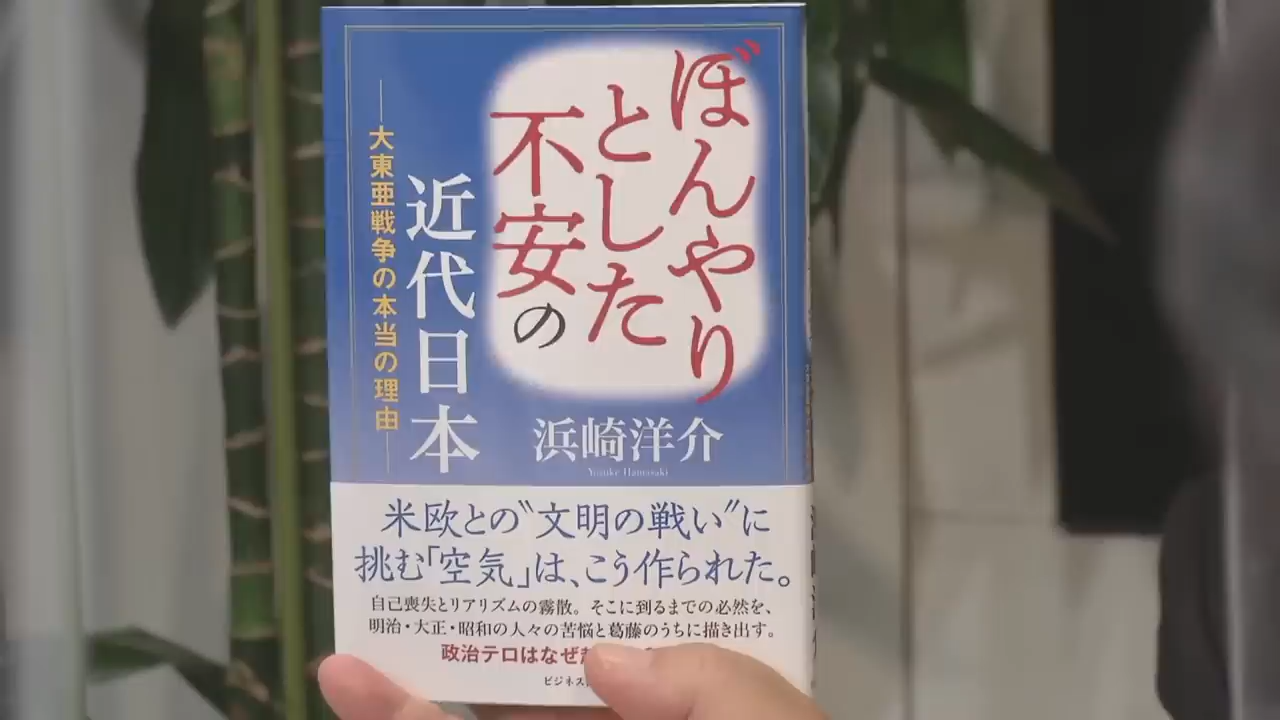 ぼんやり
とした
不安の
近代日本
大東亜戦争の本当の理由
浜崎洋介
Yosuke Hamasaki
米欧との〝文明の戦い〟に
挑む「空気」は、こう作られた。
自己喪失とリアリズムの霧散。そこに到るまでの必然を、
明治・大正・昭和の人々の苦悩と葛藤のうちに描き出す。
政治テロはなぜ
ビジネス